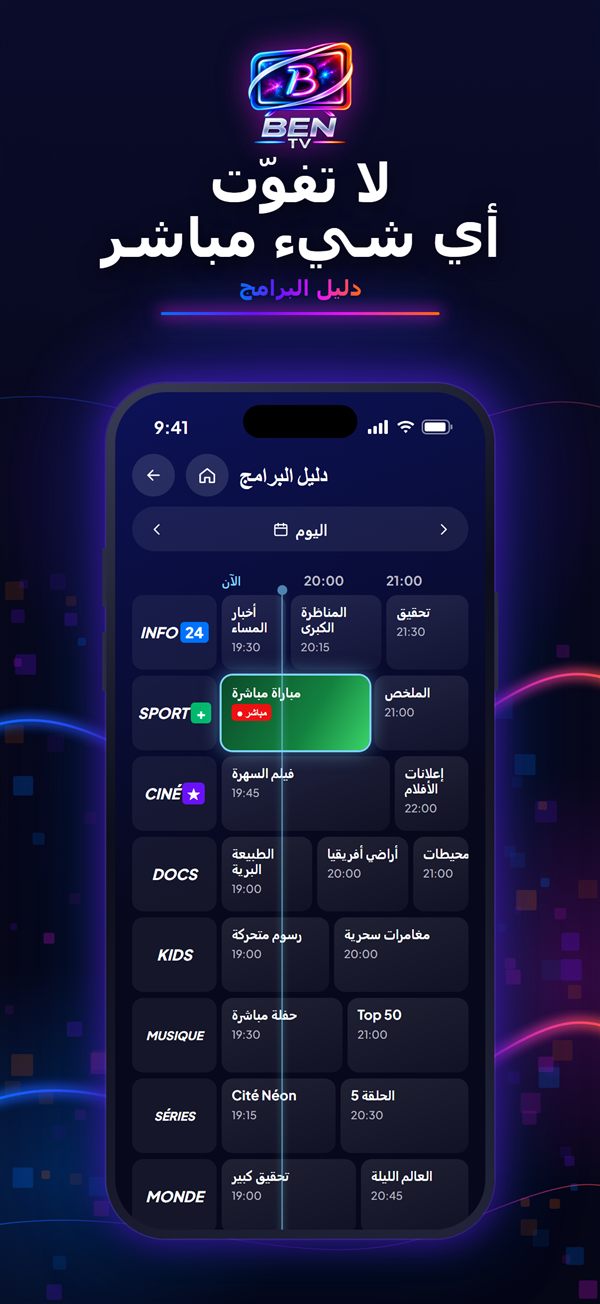 B
BEN
TV
لا تفوّت
أي شيء مباشر
دليل البرامج
9:41
دليل البرامج
اليوم
الآن
20:00
21:00
INFO 24
أخبار
المساء
19:30
المناظرة
الكبرى
20:15
تحقيق
21:30
SPORT +
مباراة مباشرة
مباشر
الملخص
21:00
CINÉ
فيلم السهرة
19:45
إعلانات
الأفلام
22:00
DOCS
الطبيعة
البرية
19:00
أراضي أفريقيا
20:00
محيطات
21:00
KIDS
رسوم متحركة
19:00
مغامرات سحرية
20:00
MUSIQUE
حفلة مباشرة
19:30
Top 50
21:00
SÉRIES
Cité Néon
19:15
الحلقة 5
20:30
MONDE
تحقيق كبير
19:00
العالم الليلة
20:45